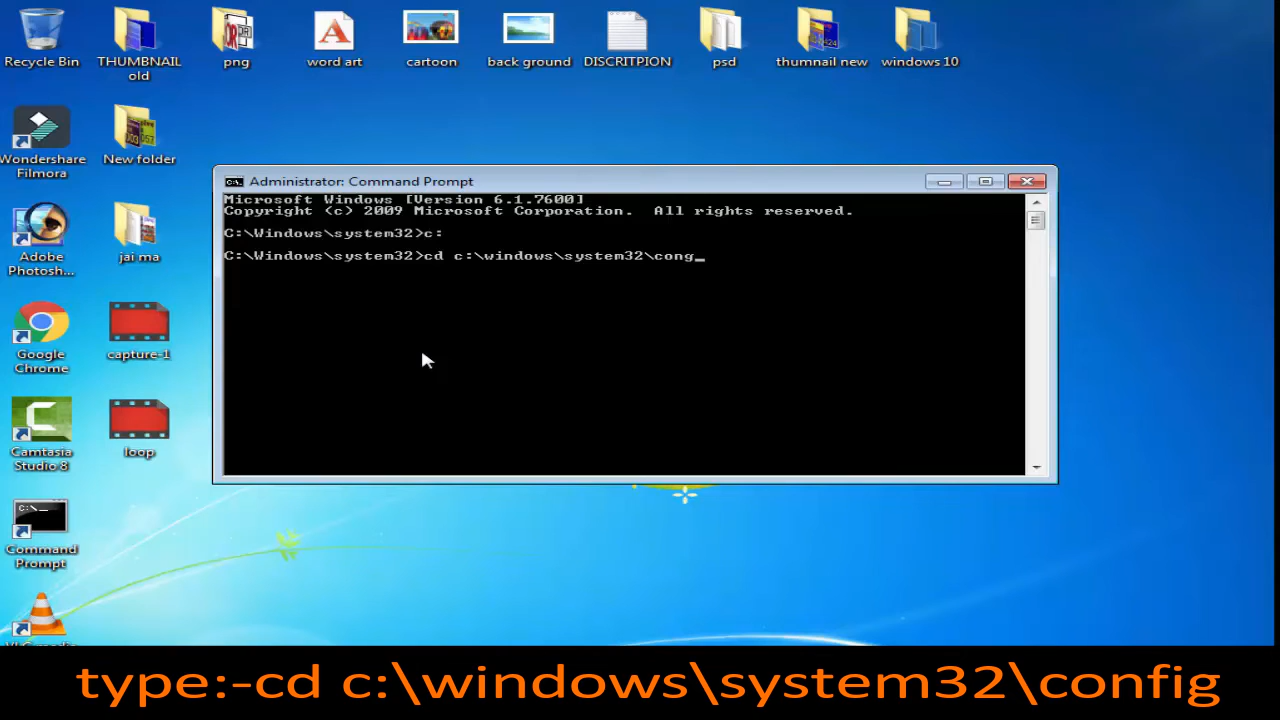 Recycle Bin
THUMBNAIL old
png
word art
cartoon
back ground
DISCRITPION
psd
thumnail new
windows 10
Wondershare Filmora
New folder
Adobe Photosh...
jai ma
Google Chrome
capture-1
Camtasia Studio 8
loop
Command Prompt
Administrator: Command Prompt
Microsoft Windows [Version 6.1.7600]
Copyright (c) 2009 Microsoft Corporation.  All rights reserved.
C:\Windows\system32>c:
C:\Windows\system32>cd c:\windows\system32\cong_
type:-cd c:\windows\system32\config